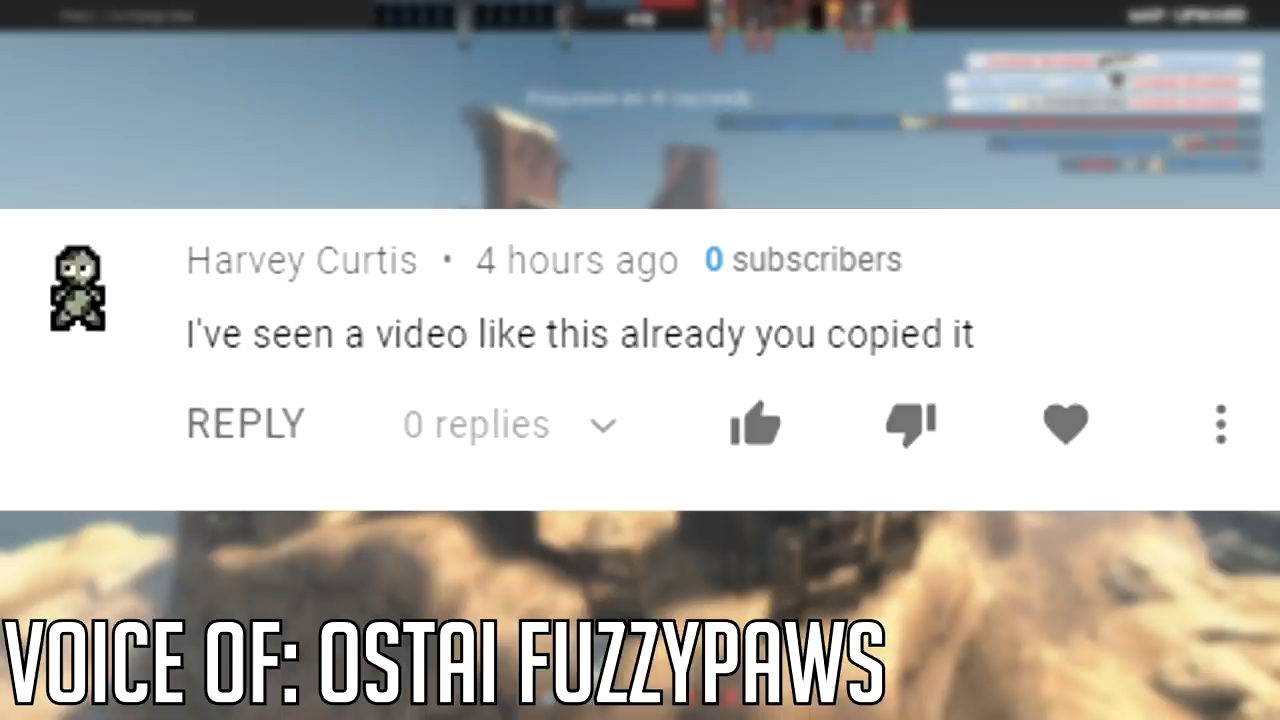 Harvey Curtis • 4 hours ago 0 subscribers
I've seen a video like this already you copied it
REPLY 0 replies
VOICE OF: OSTAI FUZZYPAWS